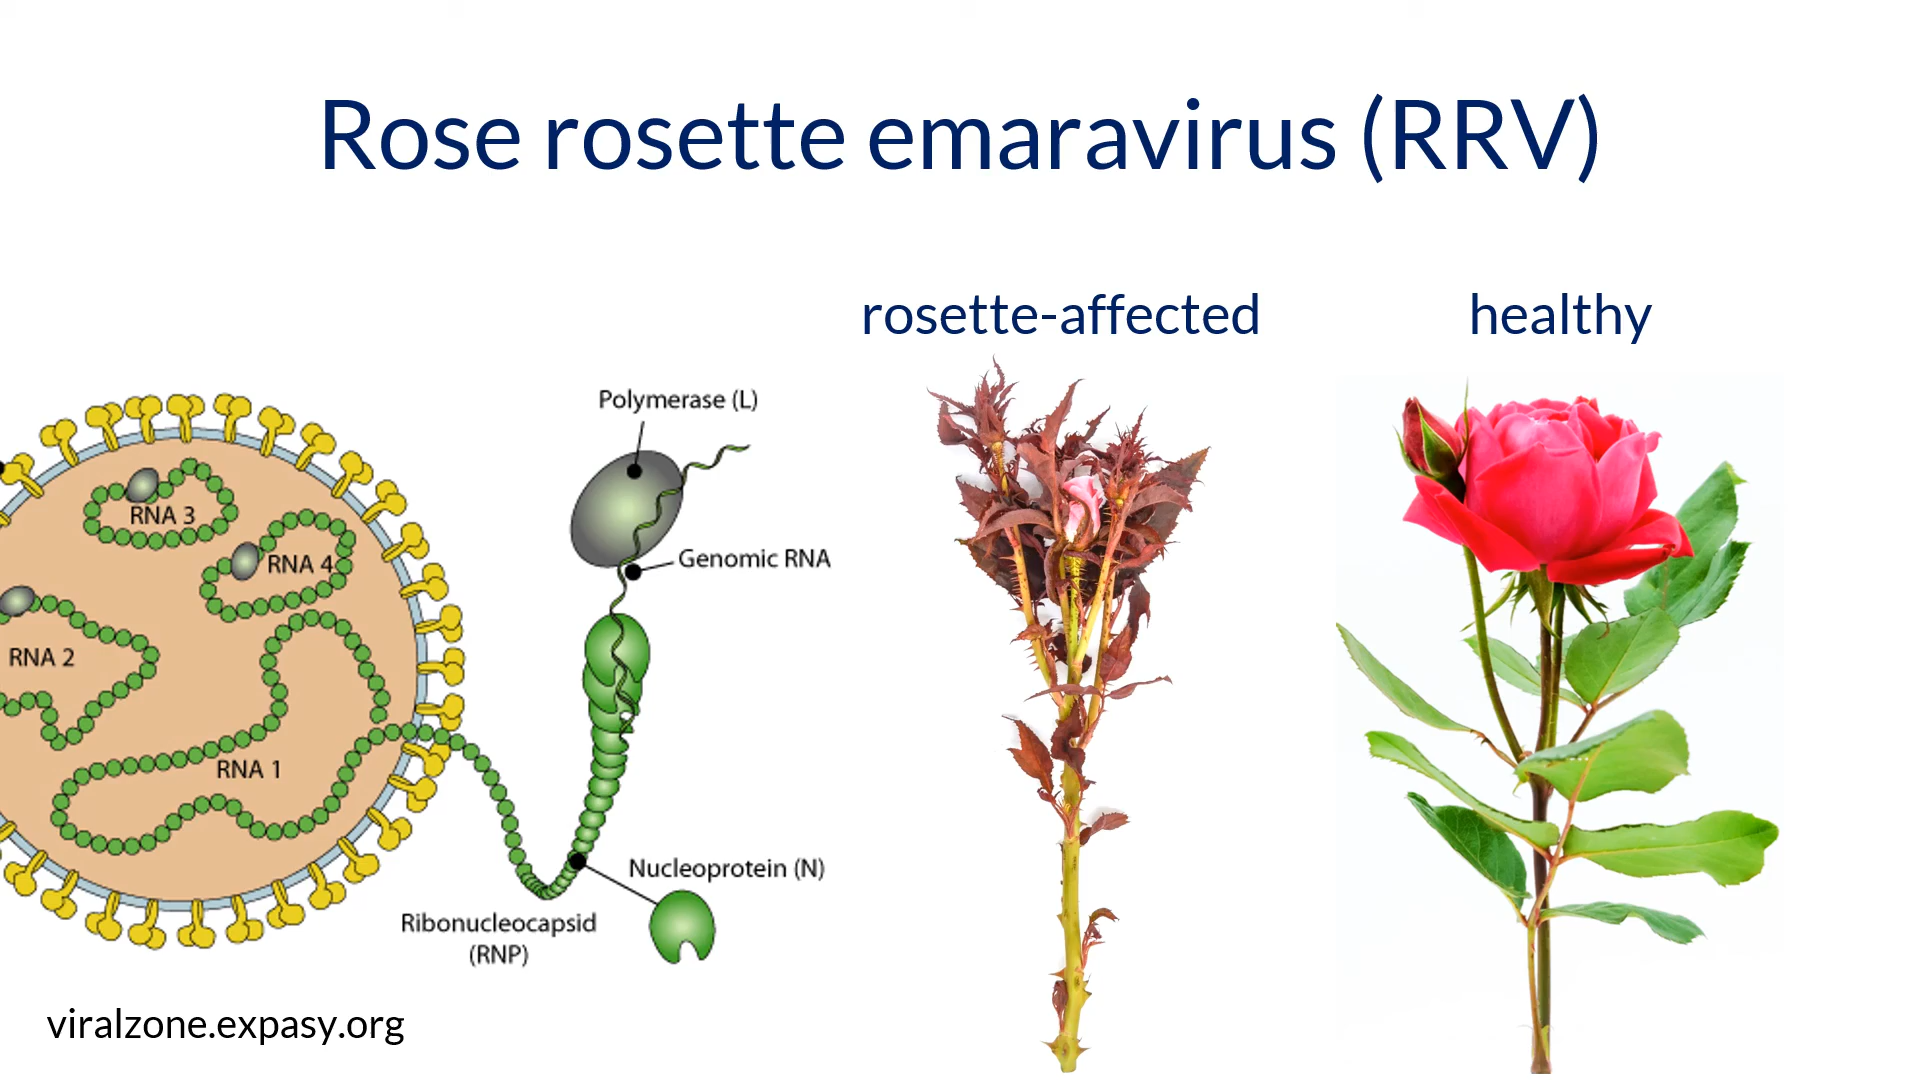 Rose rosette emaravirus (RRV)
rosette-affected
healthy
Polymerase (L)
Genomic RNA
RNA 3
RNA 4
RNA 2
RNA 1
Nucleoprotein (N)
Ribonucleocapsid
(RNP)
viralzone.expasy.org